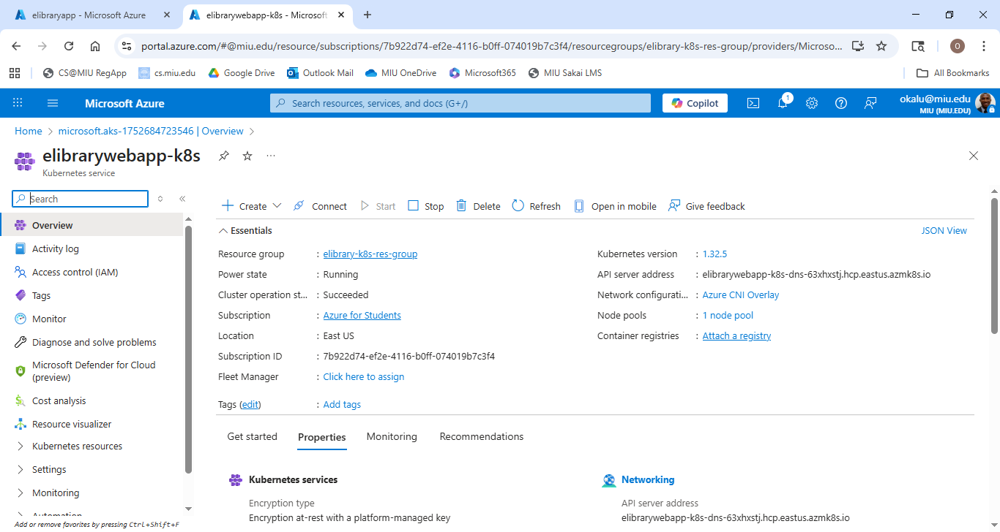 elibraryapp - Microsoft Azure
elibrarywebapp-k8s - Microsoft
portal.azure.com/#@miu.edu/resource/subscriptions/7b922d74-ef2e-4116-b0ff-074019b7c3f4/resourcegroups/elibrary-k8s-res-group/providers/Microso...
O
CS@MIU RegApp
cs.miu.edu
Google Drive
Outlook Mail
MIU OneDrive
Microsoft365
MIU Sakai LMS
All Bookmarks
Microsoft Azure
Search resources, services, and docs (G+/)
Copilot
1
okalu@miu.edu
MIU (MIU.EDU)
Home > microsoft.aks-1752684723546 | Overview >
elibrarywebapp-k8s
Kubernetes service
Search
Overview
Activity log
Access control (IAM)
Tags
Monitor
Diagnose and solve problems
Microsoft Defender for Cloud
(preview)
Cost analysis
Resource visualizer
Kubernetes resources
Settings
Monitoring
Automation
Add or remove favorites by pressing Ctrl+Shift+F
Create
Connect
Start
Stop
Delete
Refresh
Open in mobile
Give feedback
Essentials
JSON View
Resource group : elibrary-k8s-res-group
Power state : Running
Cluster operation st... : Succeeded
Subscription : Azure for Students
Location : East US
Subscription ID : 7b922d74-ef2e-4116-b0ff-074019b7c3f4
Fleet Manager : Click here to assign
Kubernetes version : 1.32.5
API server address : elibrarywebapp-k8s-dns-63xhxstj.hcp.eastus.azmk8s.io
Network configurati... : Azure CNI Overlay
Node pools : 1 node pool
Container registries : Attach a registry
Tags (edit) : Add tags
Get started
Properties
Monitoring
Recommendations
Kubernetes services
Encryption type
Encryption at-rest with a platform-managed key
Networking
API server address
elibrarywebapp-k8s-dns-63xhxstj.hcp.eastus.azmk8s.io